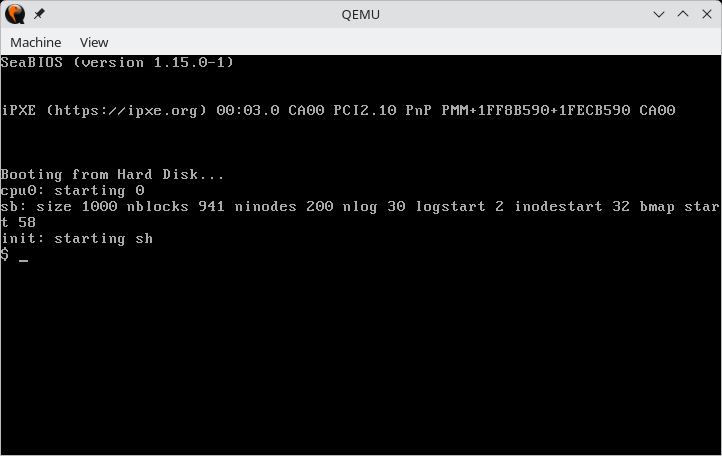 QEMU
Machine View
SeaBIOS (version 1.15.0-1)
iPXE (https://ipxe.org) 00:03.0 CA00 PCI2.10 PnP PMM+1FF8B590+1FECB590 CA00
Booting from Hard Disk...
cpu0: starting 0
sb: size 1000 nblocks 941 ninodes 200 nlog 30 logstart 2 inodestart 32 bmap star
t 58
init: starting sh
$ _